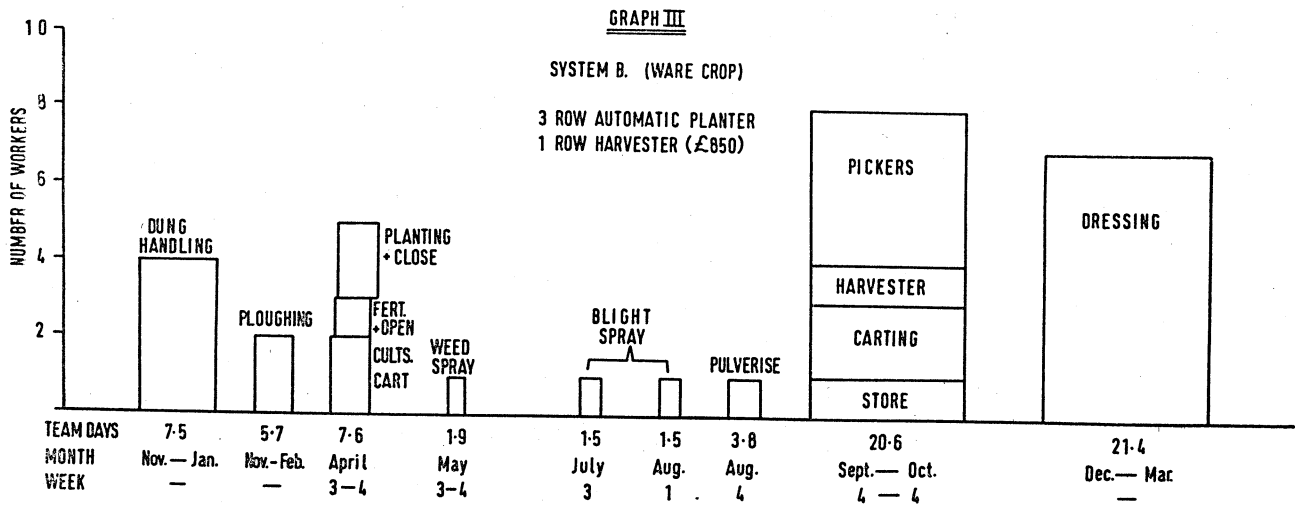 GRAPH III
SYSTEM B. (WARE CROP)
3 ROW AUTOMATIC PLANTER
1 ROW HARVESTER (£850)
NUMBER OF WORKERS
10
8
6
4
2
DUNG
HANDLING
PLOUGHING
PLANTING
+ CLOSE
FERT.
+OPEN
CULTS.
CART
WEED
SPRAY
BLIGHT
SPRAY
PULVERISE
PICKERS
HARVESTER
CARTING
STORE
DRESSING
TEAM DAYS 7·5 5·7 7·6 1·9 1·5 1·5 3·8 20·6 21·4
MONTH Nov.—Jan. Nov.-Feb. April May July Aug. Aug. Sept.— Oct. Dec.— Mar.
WEEK — — 3—4 3—4 3 1 4 4 — 4 —